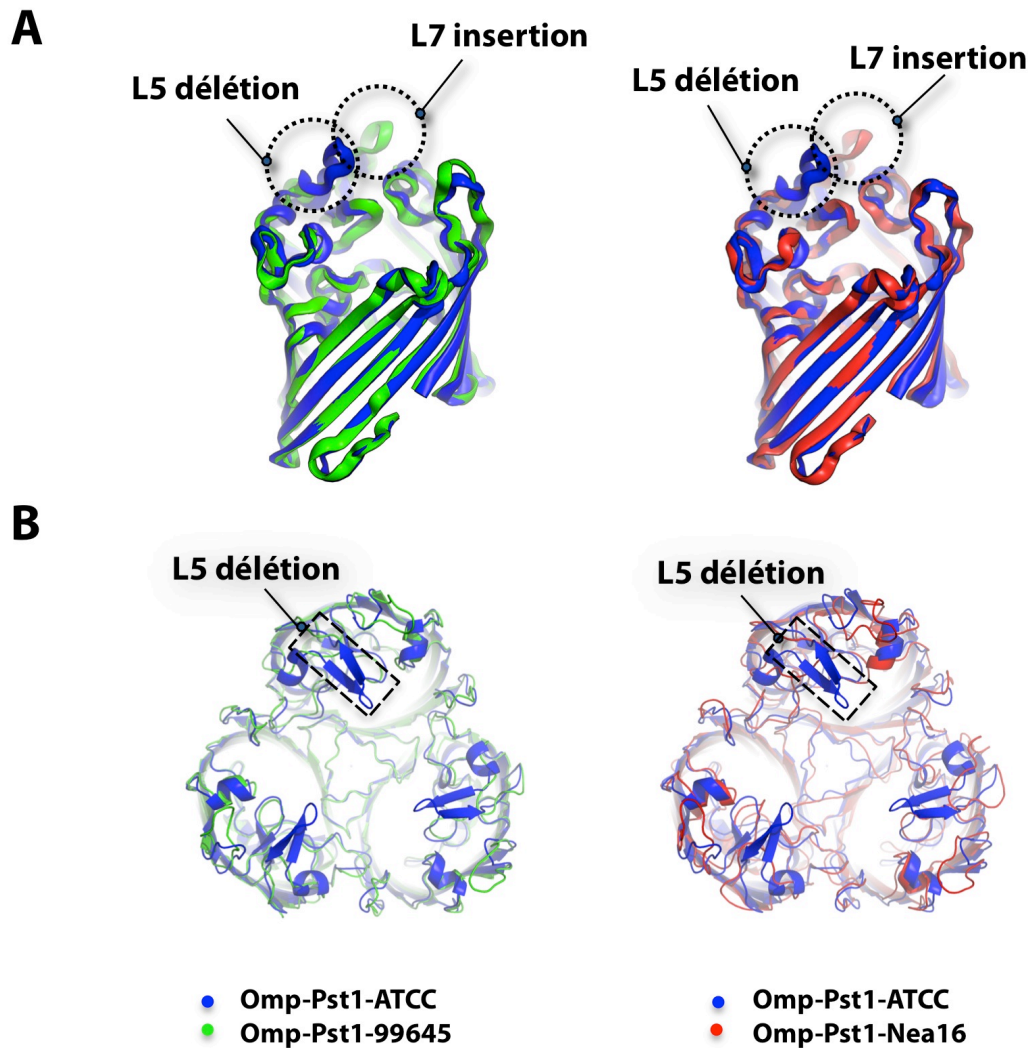 A
L5 délétion
L7 insertion
L5 délétion
L7 insertion
B
L5 délétion
L5 délétion
Omp-Pst1-ATCC
Omp-Pst1-99645
Omp-Pst1-ATCC
Omp-Pst1-Nea16